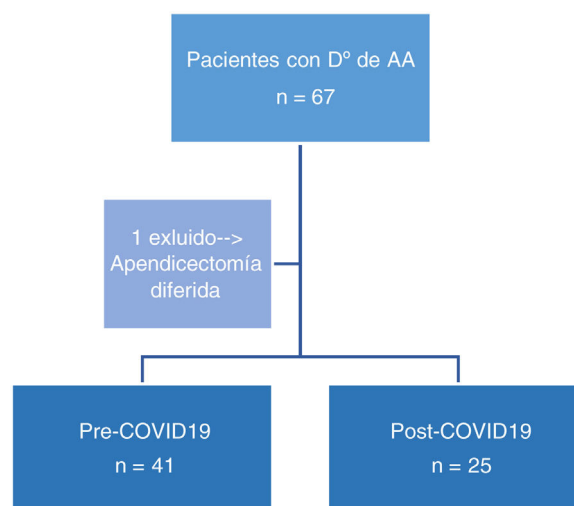 Pacientes con Dº de AA
n = 67
1 exluido-->
Apendicectomía
diferida
Pre-COVID19
n = 41
Post-COVID19
n = 25